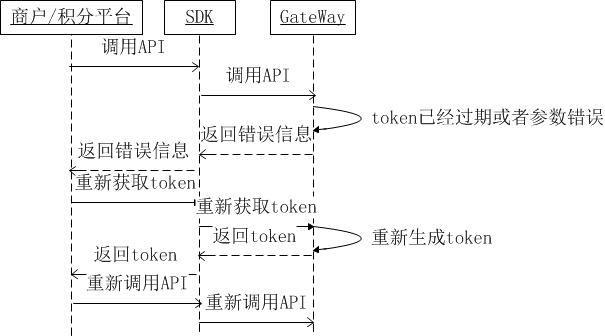 商户/积分平台
SDK
GateWay
调用API
调用API
token已经过期或者参数错误
返回错误信息
返回错误信息
重新获取token
重新获取token
返回token
重新生成token
返回token
重新调用API
重新调用API